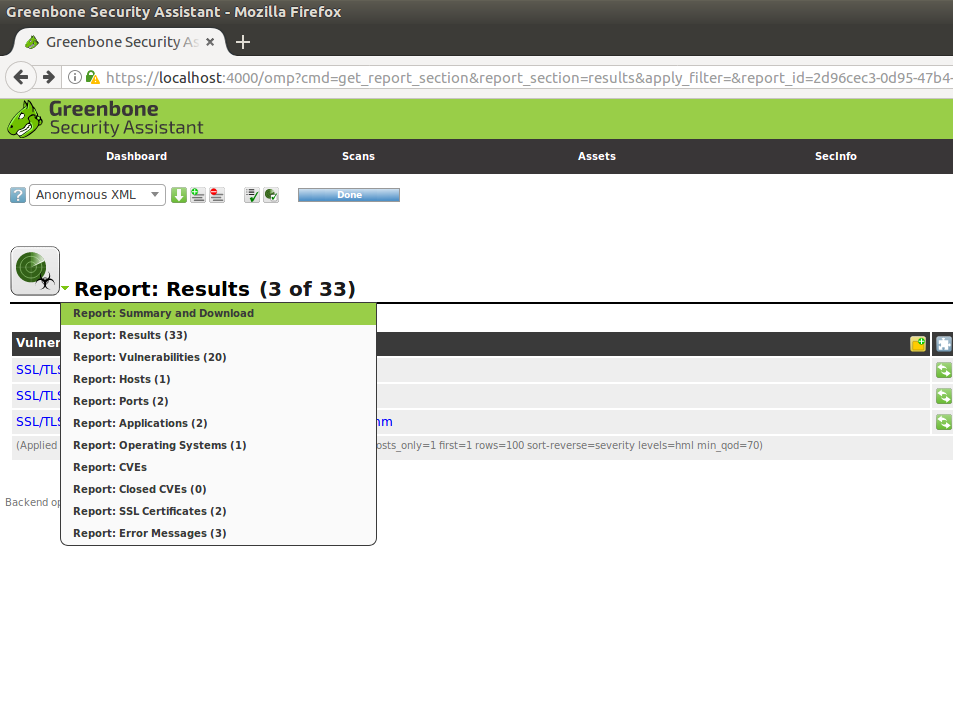 Greenbone Security Assistant - Mozilla Firefox
Greenbone Security As
https://localhost:4000/omp?cmd=get_report_section&report_section=results&apply_filter=&report_id=2d96cec3-0d95-47b4-
Greenbone
Security Assistant
Dashboard Scans Assets SecInfo
? Anonymous XML Done
Report: Results (3 of 33)
Report: Summary and Download
Report: Results (33)
Vulner
Report: Vulnerabilities (20)
SSL/TLS
Report: Hosts (1)
SSL/TLS
Report: Ports (2)
SSL/TLS hm
Report: Applications (2)
(Applied osts_only=1 first=1 rows=100 sort-reverse=severity levels=hml min_qod=70)
Report: Operating Systems (1)
Report: CVEs
Report: Closed CVEs (0)
Backend op
Report: SSL Certificates (2)
Report: Error Messages (3)